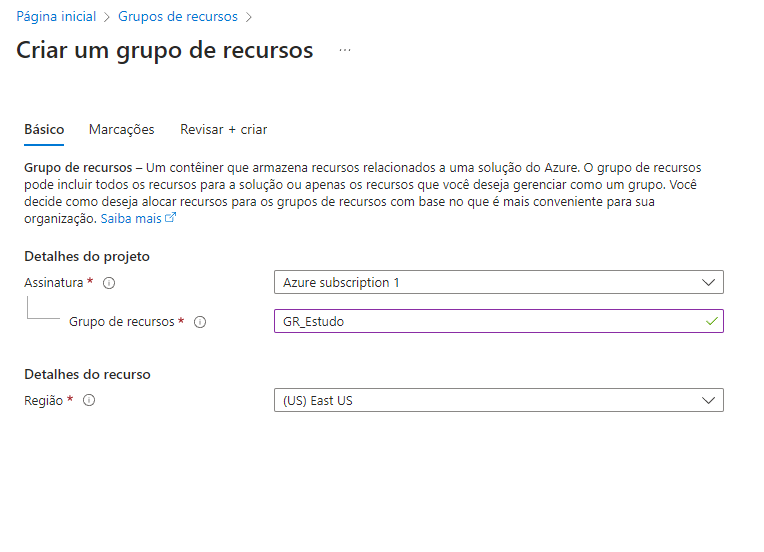 Página inicial > Grupos de recursos >
Criar um grupo de recursos ...
Básico Marcações Revisar + criar
Grupo de recursos – Um contêiner que armazena recursos relacionados a uma solução do Azure. O grupo de recursos
pode incluir todos os recursos para a solução ou apenas os recursos que você deseja gerenciar como um grupo. Você
decide como deseja alocar recursos para os grupos de recursos com base no que é mais conveniente para sua
organização. Saiba mais
Detalhes do projeto
Assinatura * Azure subscription 1
Grupo de recursos * GR_Estudo
Detalhes do recurso
Região * (US) East US